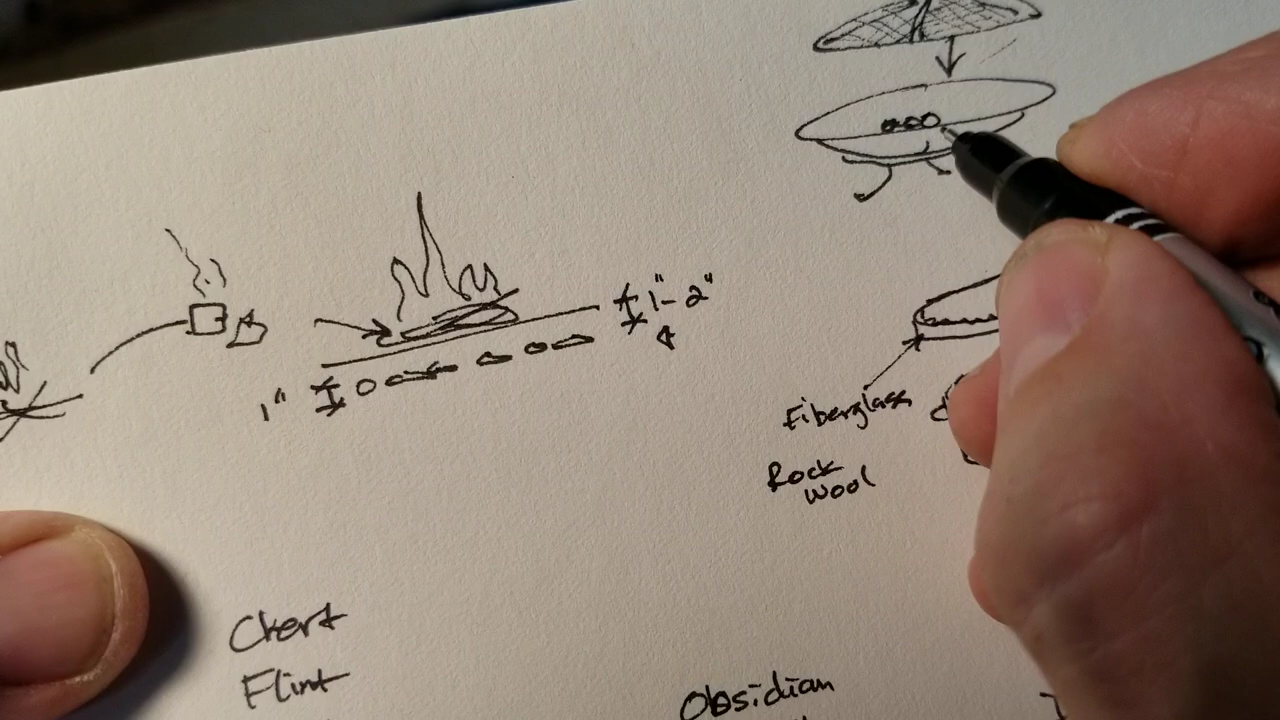 1"- 2"
1"
Fiberglass
Rock
Wool
Chert
Flint
Obsidian